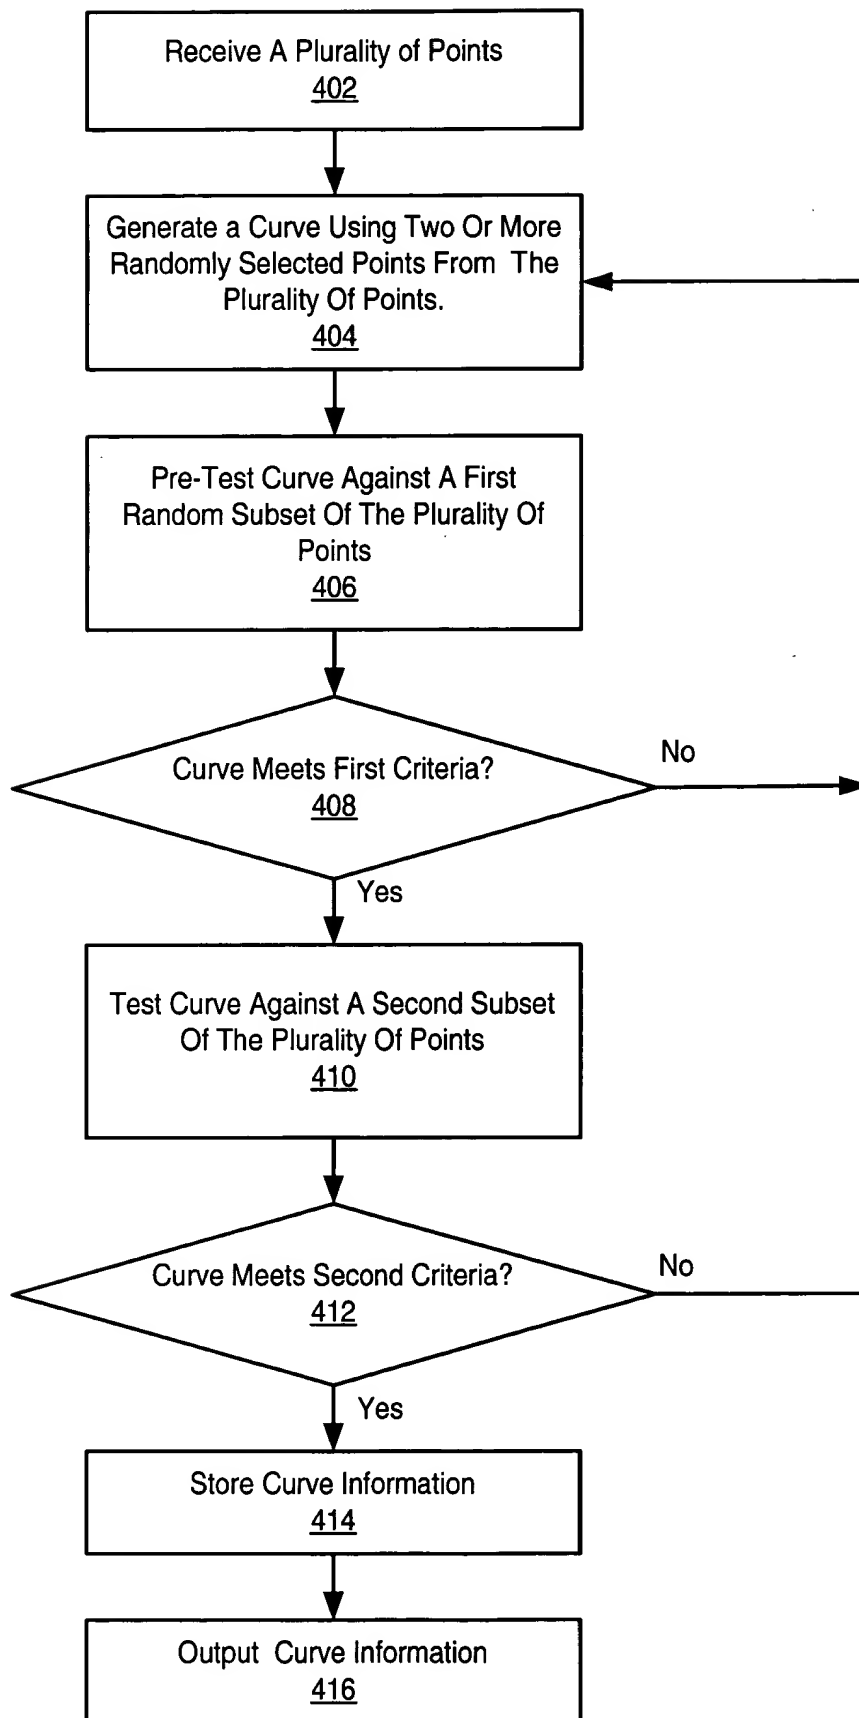 Receive A Plurality of Points
402
Generate a Curve Using Two Or More
Randomly Selected Points From The
Plurality Of Points.
404
Pre-Test Curve Against A First
Random Subset Of The Plurality Of
Points
406
Curve Meets First Criteria?
408
No
Yes
Test Curve Against A Second Subset
Of The Plurality Of Points
410
Curve Meets Second Criteria?
412
No
Yes
Store Curve Information
414
Output Curve Information
416